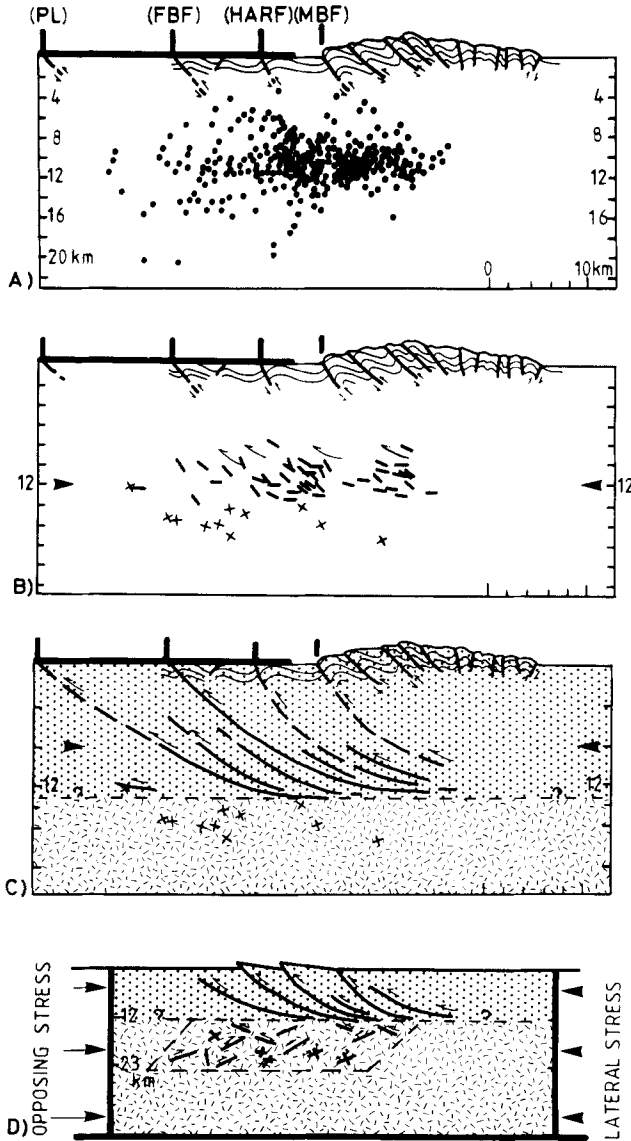 (PL) (FBF) (HARF)(MBF)
4 4
8 8
12 12
16 16
20 km 0 10km
A)
12 12
B)
12 ? ? 12
C)
OPPOSING STRESS
12 ? ?
23
km
LATERAL STRESS
D)